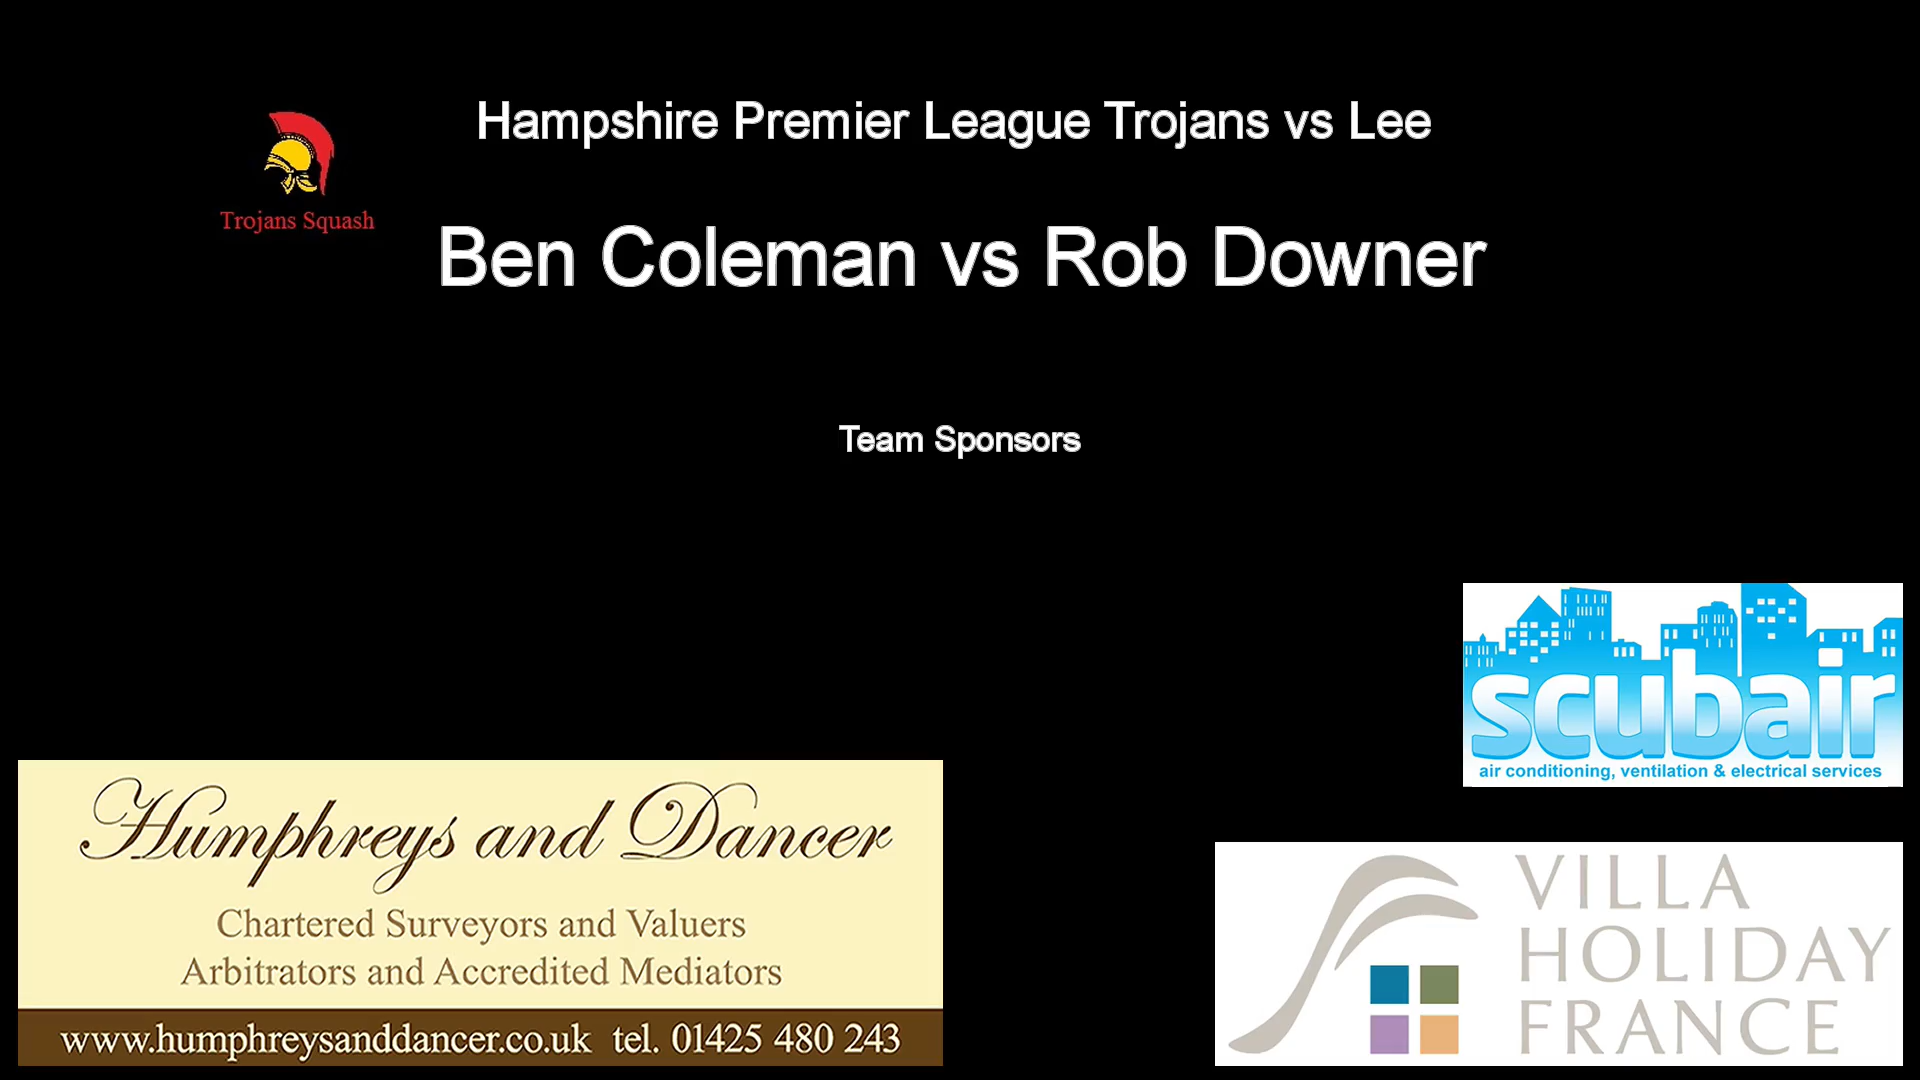 Hampshire Premier League Trojans vs Lee
Trojans Squash
Ben Coleman vs Rob Downer
Team Sponsors
scubair
air conditioning, ventilation & electrical services
Humphreys and Dancer
Chartered Surveyors and Valuers
Arbitrators and Accredited Mediators
www.humphreysanddancer.co.uk tel. 01425 480 243
VILLA
HOLIDAY
FRANCE